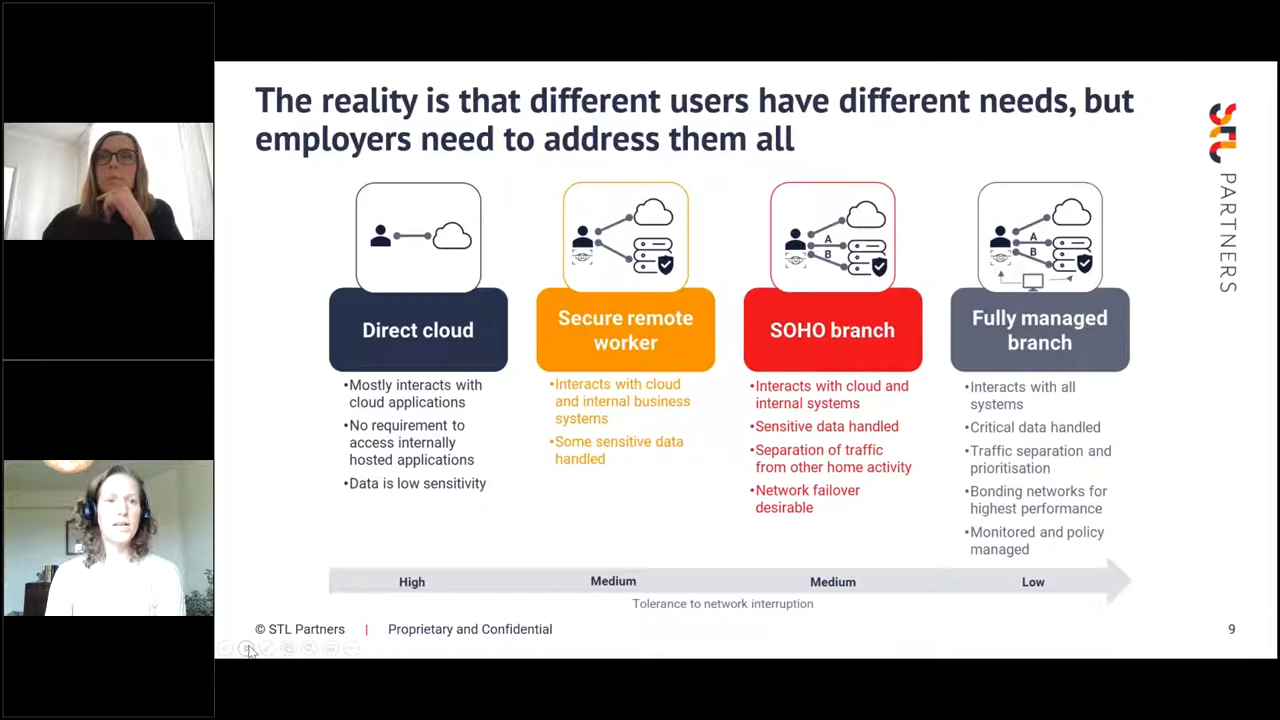 The reality is that different users have different needs, but
employers need to address them all
STL
PARTNERS
A
B
A
B
Direct cloud
Secure remote
worker
SOHO branch
Fully managed
branch
•Mostly interacts with
cloud applications
•No requirement to
access internally
hosted applications
•Data is low sensitivity
•Interacts with cloud
and internal business
systems
•Some sensitive data
handled
•Interacts with cloud and
internal systems
•Sensitive data handled
•Separation of traffic
from other home activity
•Network failover
desirable
•Interacts with all
systems
•Critical data handled
•Traffic separation and
prioritisation
•Bonding networks for
highest performance
•Monitored and policy
managed
High
Medium
Medium
Low
Tolerance to network interruption
© STL Partners | Proprietary and Confidential
9